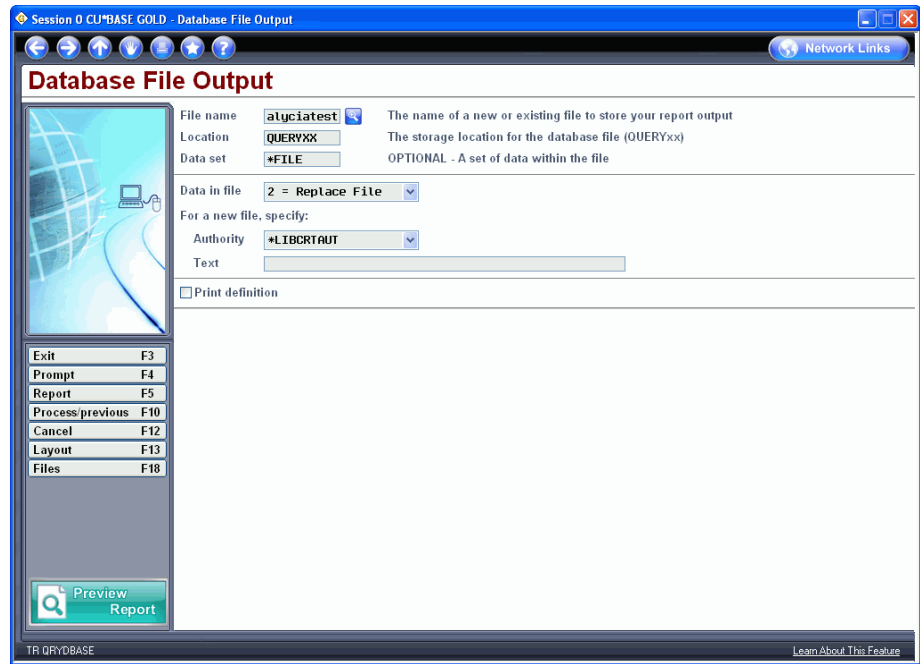 Session 0 CU*BASE GOLD - Database File Output
Network Links
Database File Output
File name alyciatest The name of a new or existing file to store your report output
Location QUERYXX The storage location for the database file (QUERYxx)
Data set *FILE OPTIONAL - A set of data within the file
Data in file 2 = Replace File
For a new file, specify:
Authority *LIBCRTAUT
Text
Print definition
Exit F3
Prompt F4
Report F5
Process/previous F10
Cancel F12
Layout F13
Files F18
Preview
Report
TR QRYDBASE Learn About This Feature